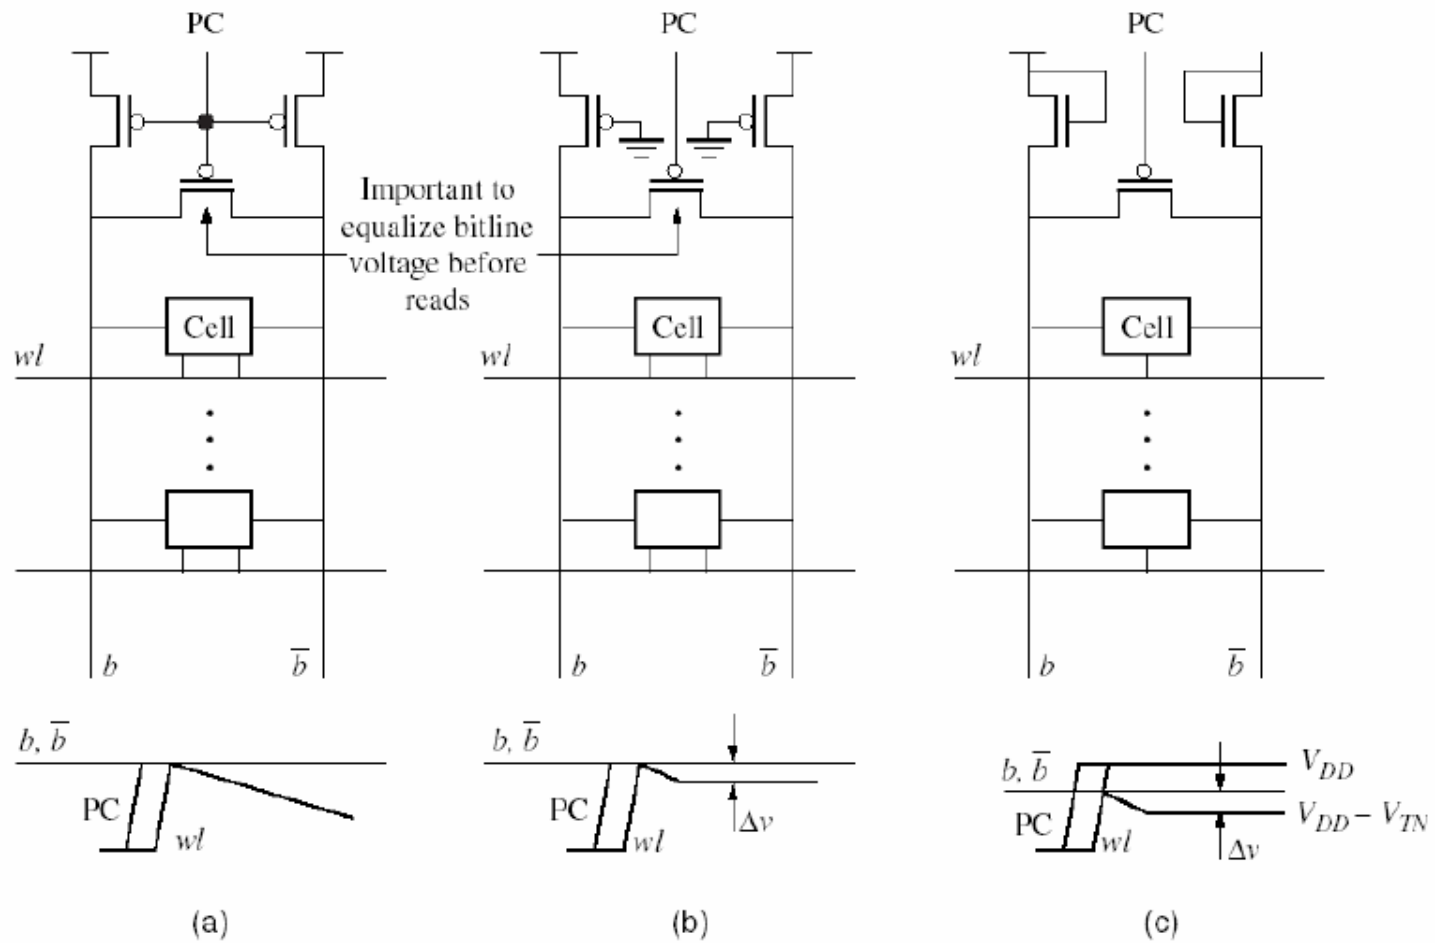 PC
PC
PC
Important to
equalize bitline
voltage before
reads
Cell
Cell
Cell
wl
wl
wl
b
b̅
b
b̅
b
b̅
b, b̅
PC
wl
b, b̅
PC
wl
Δv
b, b̅
PC
wl
V_DD
V_DD − V_TN
Δv
(a)
(b)
(c)